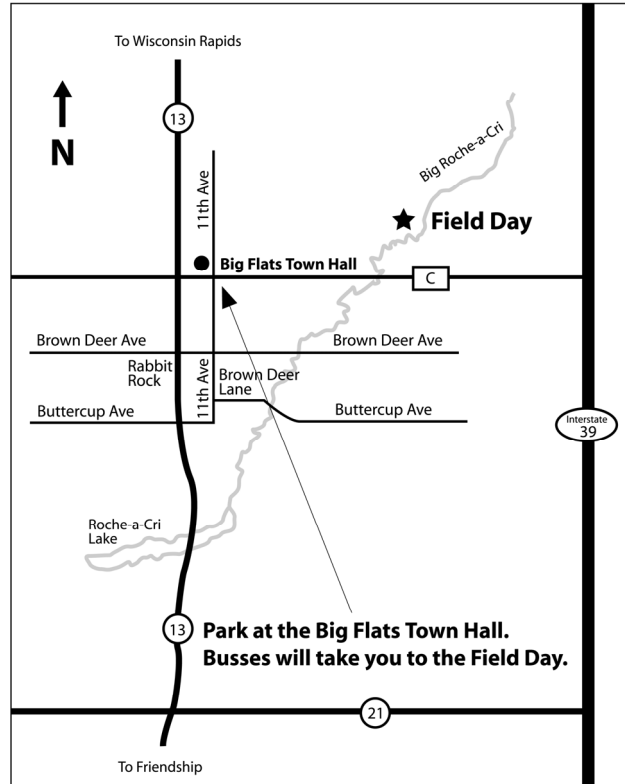 To Wisconsin Rapids
13
N
Big Roche-a-Cri
11th Ave
Field Day
Big Flats Town Hall
C
Brown Deer Ave
Brown Deer Ave
Rabbit
Rock
11th Ave
Brown Deer
Lane
Buttercup Ave
Buttercup Ave
Interstate
39
Roche-a-Cri
Lake
13
Park at the Big Flats Town Hall.
Busses will take you to the Field Day.
21
To Friendship